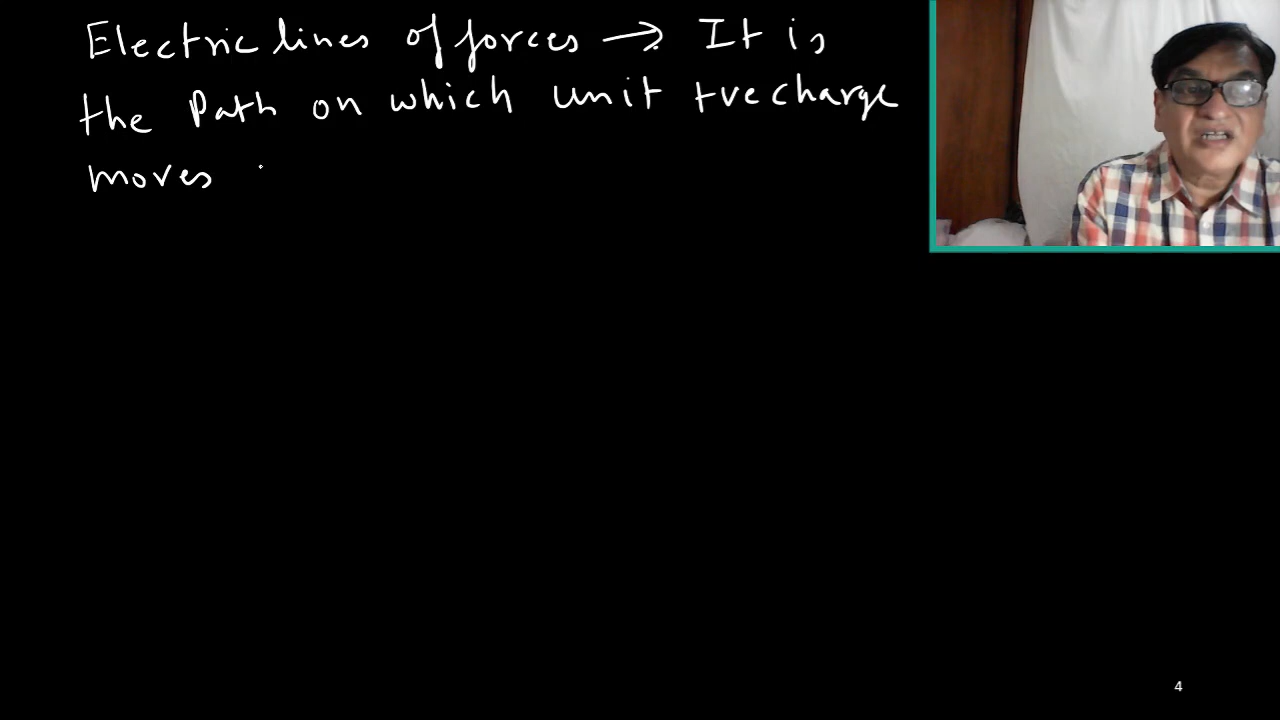 Electric lines of forces → It is
the Path on which unit +ve charge
moves
4